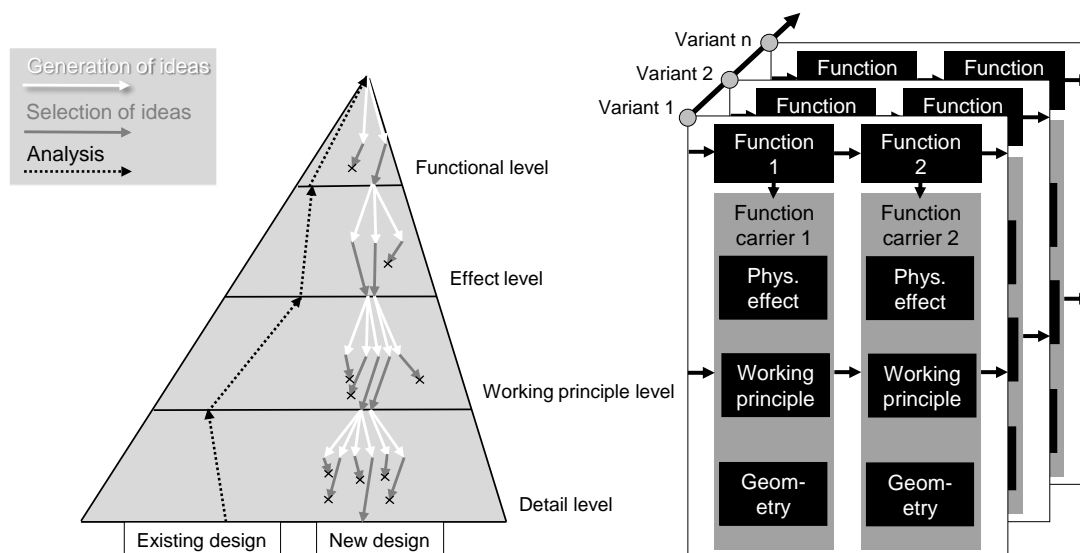 Generation of ideas
Selection of ideas
Analysis
Functional level
Effect level
Working principle level
Detail level
Existing design
New design
Variant n
Variant 2
Variant 1
Function
Function
Function
Function
Function
1
Function
2
Function
carrier 1
Function
carrier 2
Phys.
effect
Phys.
effect
Working
principle
Working
principle
Geom-
etry
Geom-
etry